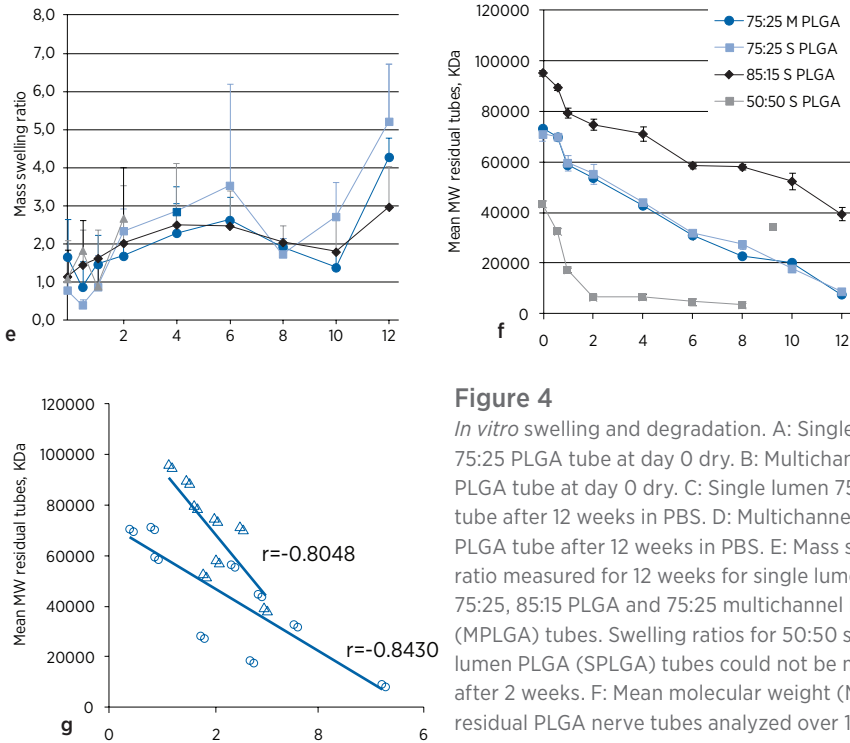 8,0
7,0
6,0
5,0
4,0
3,0
2,0
1,0
0,0
Mass swelling ratio
2 4 6 8 10 12
e
120000
100000
80000
60000
40000
20000
0
Mean MW residual tubes, KDa
75:25 M PLGA
75:25 S PLGA
85:15 S PLGA
50:50 S PLGA
0 2 4 6 8 10 12
f
120000
100000
80000
60000
40000
20000
0
Mean MW residual tubes, KDa
r=-0.8048
r=-0.8430
0 2 8 6
g
Figure 4
In vitro swelling and degradation. A: Single
75:25 PLGA tube at day 0 dry. B: Multichan
PLGA tube at day 0 dry. C: Single lumen 75
tube after 12 weeks in PBS. D: Multichanne
PLGA tube after 12 weeks in PBS. E: Mass s
ratio measured for 12 weeks for single lume
75:25, 85:15 PLGA and 75:25 multichannel
(MPLGA) tubes. Swelling ratios for 50:50 s
lumen PLGA (SPLGA) tubes could not be m
after 2 weeks. F: Mean molecular weight (M
residual PLGA nerve tubes analyzed over 1